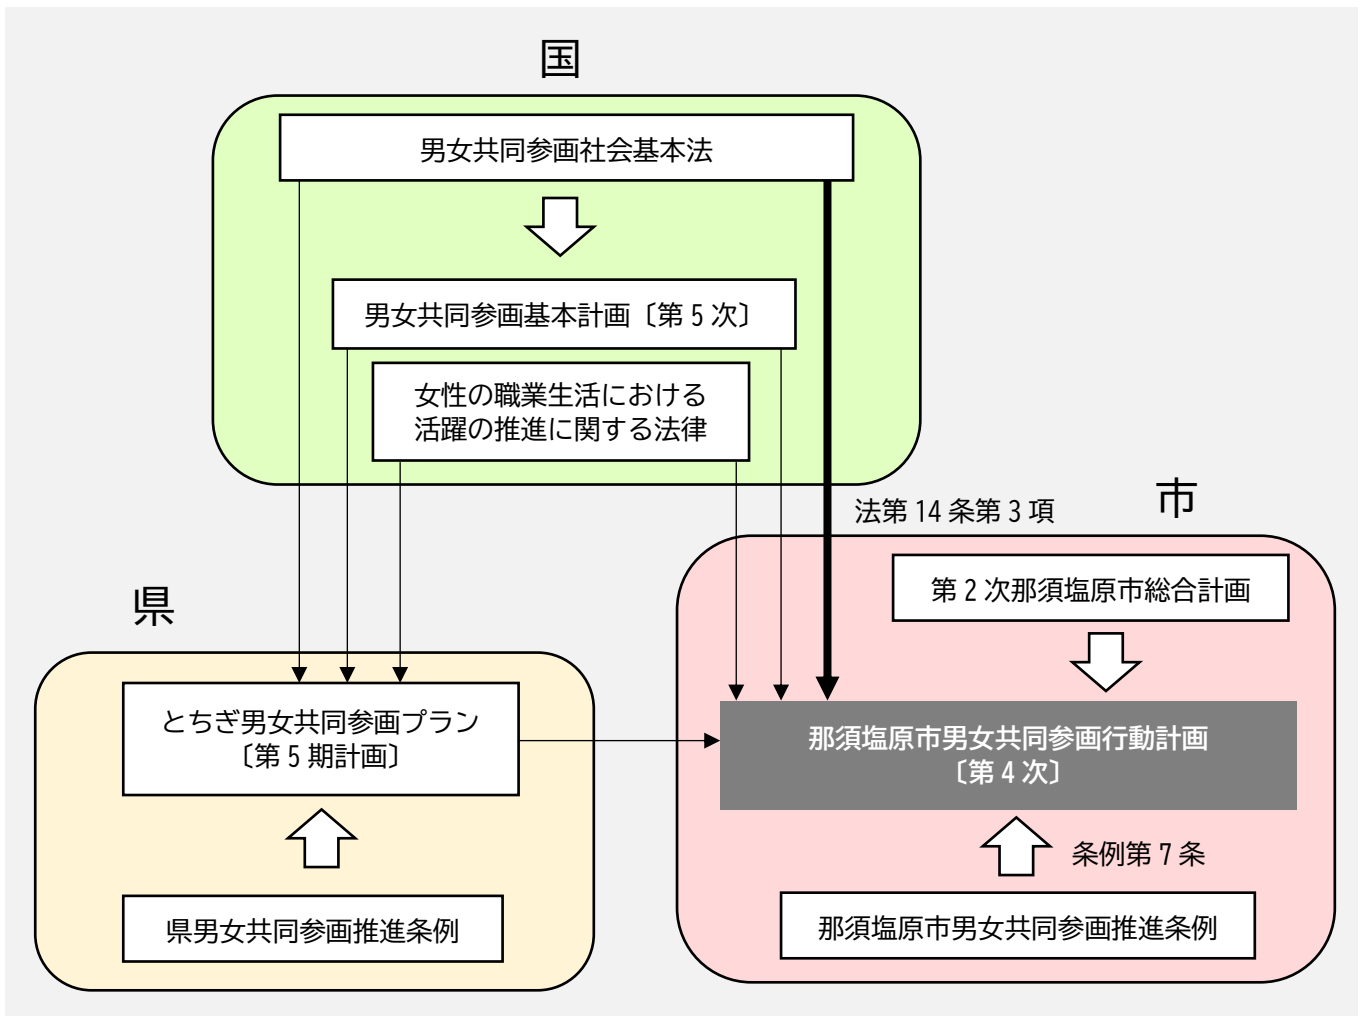 国
男女共同参画社会基本法
男女共同参画基本計画〔第５次〕
女性の職業生活における
活躍の推進に関する法律
法第14条第３項
市
第２次那須塩原市総合計画
県
とちぎ男女共同参画プラン
〔第５期計画〕
那須塩原市男女共同参画行動計画
〔第４次〕
条例第７条
県男女共同参画推進条例
那須塩原市男女共同参画推進条例